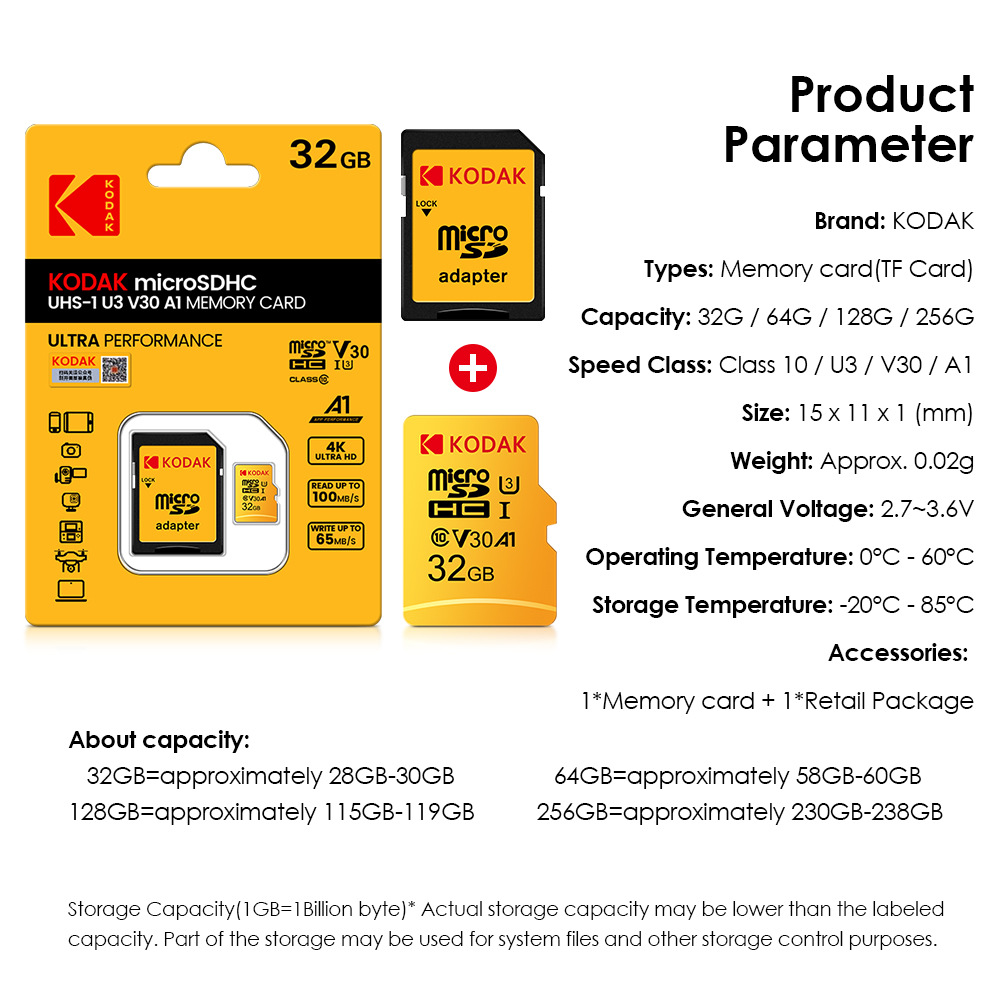 Product
Parameter
Brand: KODAK
Types: Memory card(TF Card)
Capacity: 32G / 64G / 128G / 256G
Speed Class: Class 10 / U3 / V30 / A1
Size: 15 x 11 x 1 (mm)
Weight: Approx. 0.02g
General Voltage: 2.7~3.6V
Operating Temperature: 0°C - 60°C
Storage Temperature: -20°C - 85°C
Accessories:
1*Memory card + 1*Retail Package
32GB
KODAK
KODAK microSDHC
UHS-1 U3 V30 A1 MEMORY CARD
ULTRA PERFORMANCE
KODAK
micro SD HC
V30
U3
I
CLASS 10
A1
APP PERFORMANCE
4K
ULTRA HD
READ UP TO
100MB/S
WRITE UP TO
65MB/S
KODAK
LOCK
micro
SD
adapter
KODAK
micro
SD
HC I
V30A1
32GB
KODAK
LOCK
micro
SD
adapter
KODAK
micro
SD 3
HC I
10 V30 A1
32GB
About capacity:
32GB=approximately 28GB-30GB
64GB=approximately 58GB-60GB
128GB=approximately 115GB-119GB
256GB=approximately 230GB-238GB
Storage Capacity(1GB=1Billion byte)* Actual storage capacity may be lower than the labeled
capacity. Part of the storage may be used for system files and other storage control purposes.